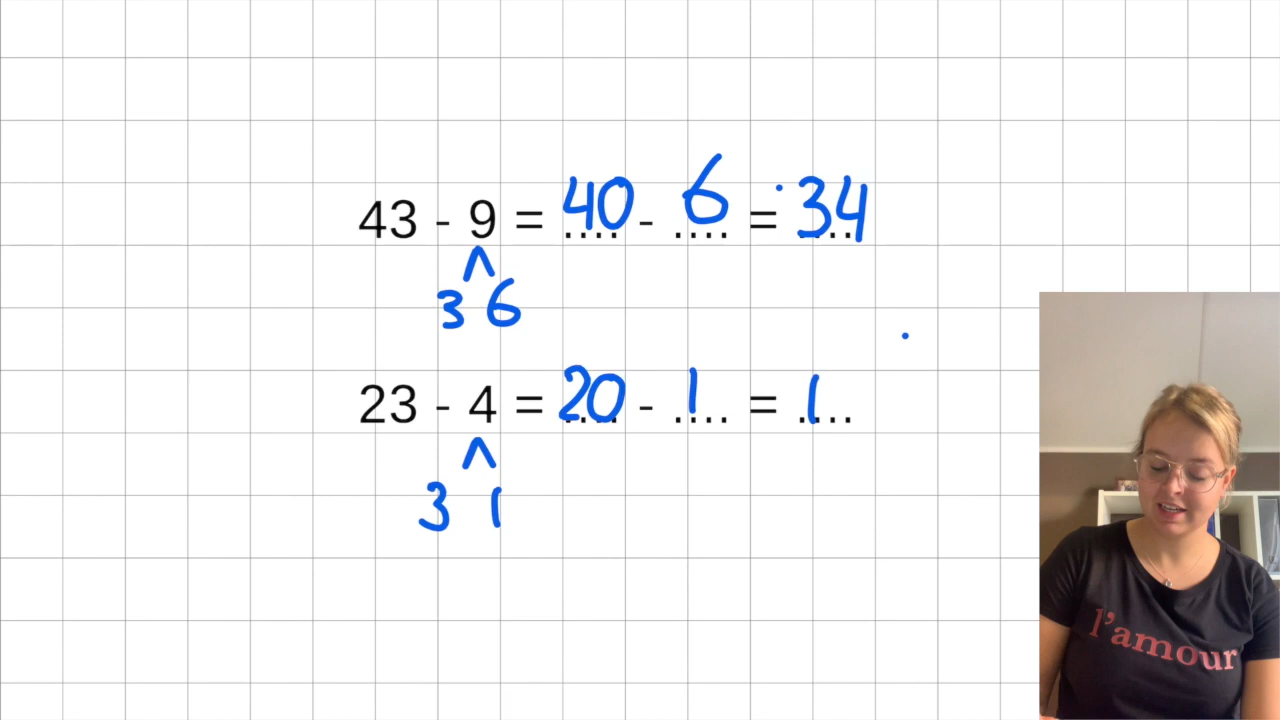 43 - 9 = 40 - 6 = 34
3 6
23 - 4 = 20 - 1 = 1
3 1
l'amour